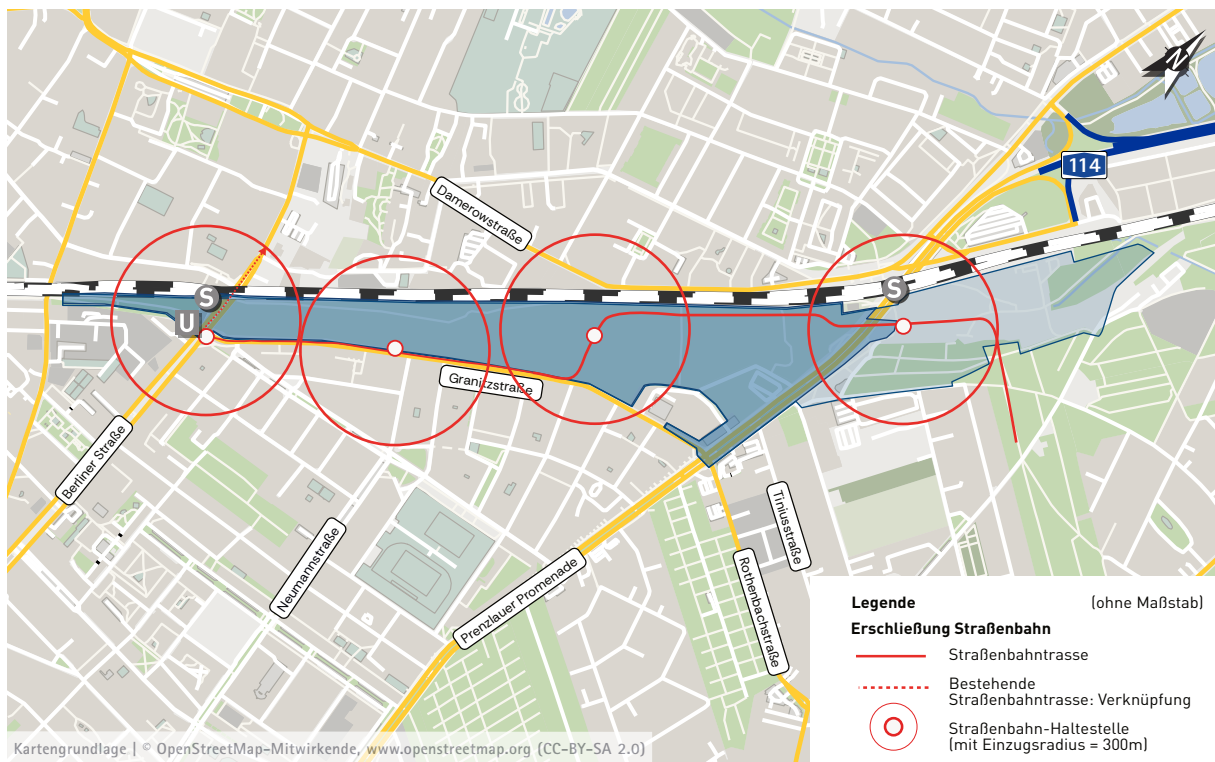 N
114
Damerowstraße
S
S
U
Granitzstraße
Berliner Straße
Neumannstraße
Prenzlauer Promenade
Tiniusstraße
Rothenbachstraße
Legende (ohne Maßstab)
Erschließung Straßenbahn
Straßenbahntrasse
Bestehende
Straßenbahntrasse: Verknüpfung
Straßenbahn-Haltestelle
(mit Einzugsradius = 300m)
Kartengrundlage | © OpenStreetMap-Mitwirkende, www.openstreetmap.org (CC-BY-SA 2.0)